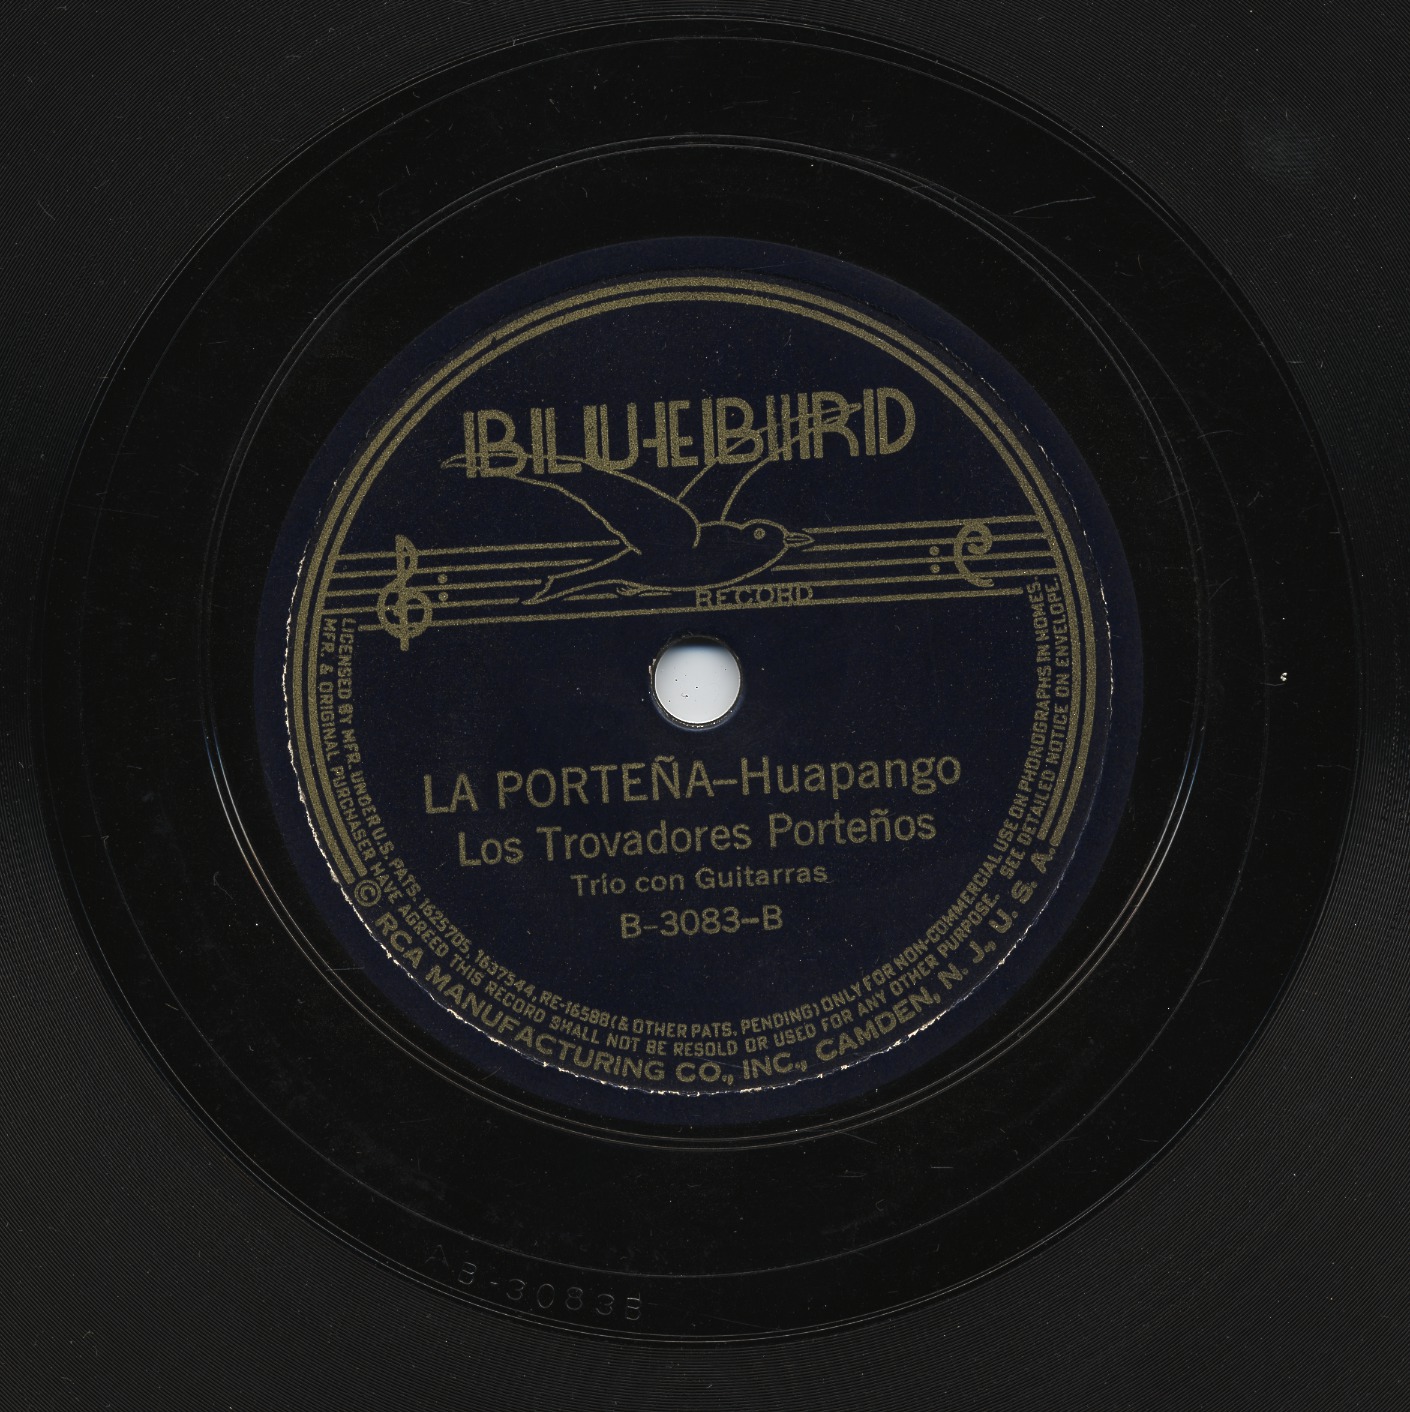 BLUEBIRD
RECORD
LA PORTEÑA–Huapango
Los Trovadores Porteños
Trio con Guitarras
B-3083-B
LICENSED BY MFR. UNDER U.S. PATS. 1625705, 1637544, RE-16588 (& OTHER PATS. PENDING) ONLY FOR NON-COMMERCIAL USE ON PHONOGRAPHS IN HOMES.
MFR. & ORIGINAL PURCHASER HAVE AGREED THIS RECORD SHALL NOT BE RESOLD OR USED FOR ANY OTHER PURPOSE. SEE DETAILED NOTICE ON ENVELOPE.
© RCA MANUFACTURING CO., INC., CAMDEN, N. J., U. S. A.
AB-3083B